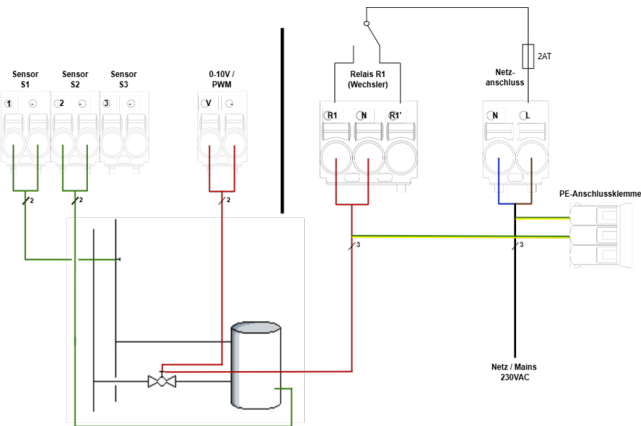 2AT
Sensor
S1
Sensor
S2
Sensor
S3
0-10V /
PWM
Relais R1
(Wechsler)
Netz-
anschluss
1
2
3
V
R1
N
R1'
N
L
PE-Anschlussklemme
2
2
2
3
3
Netz / Mains
230VAC